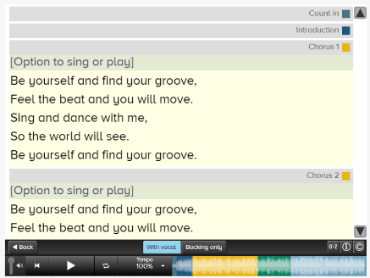 Count in
Introduction
Chorus 1
[Option to sing or play]
Be yourself and find your groove,
Feel the beat and you will move.
Sing and dance with me,
So the world will see.
Be yourself and find your groove.
Chorus 2
[Option to sing or play]
Be yourself and find your groove,
Feel the beat and you will move.
Back With vocal Backing only a-z
Tempo
100%